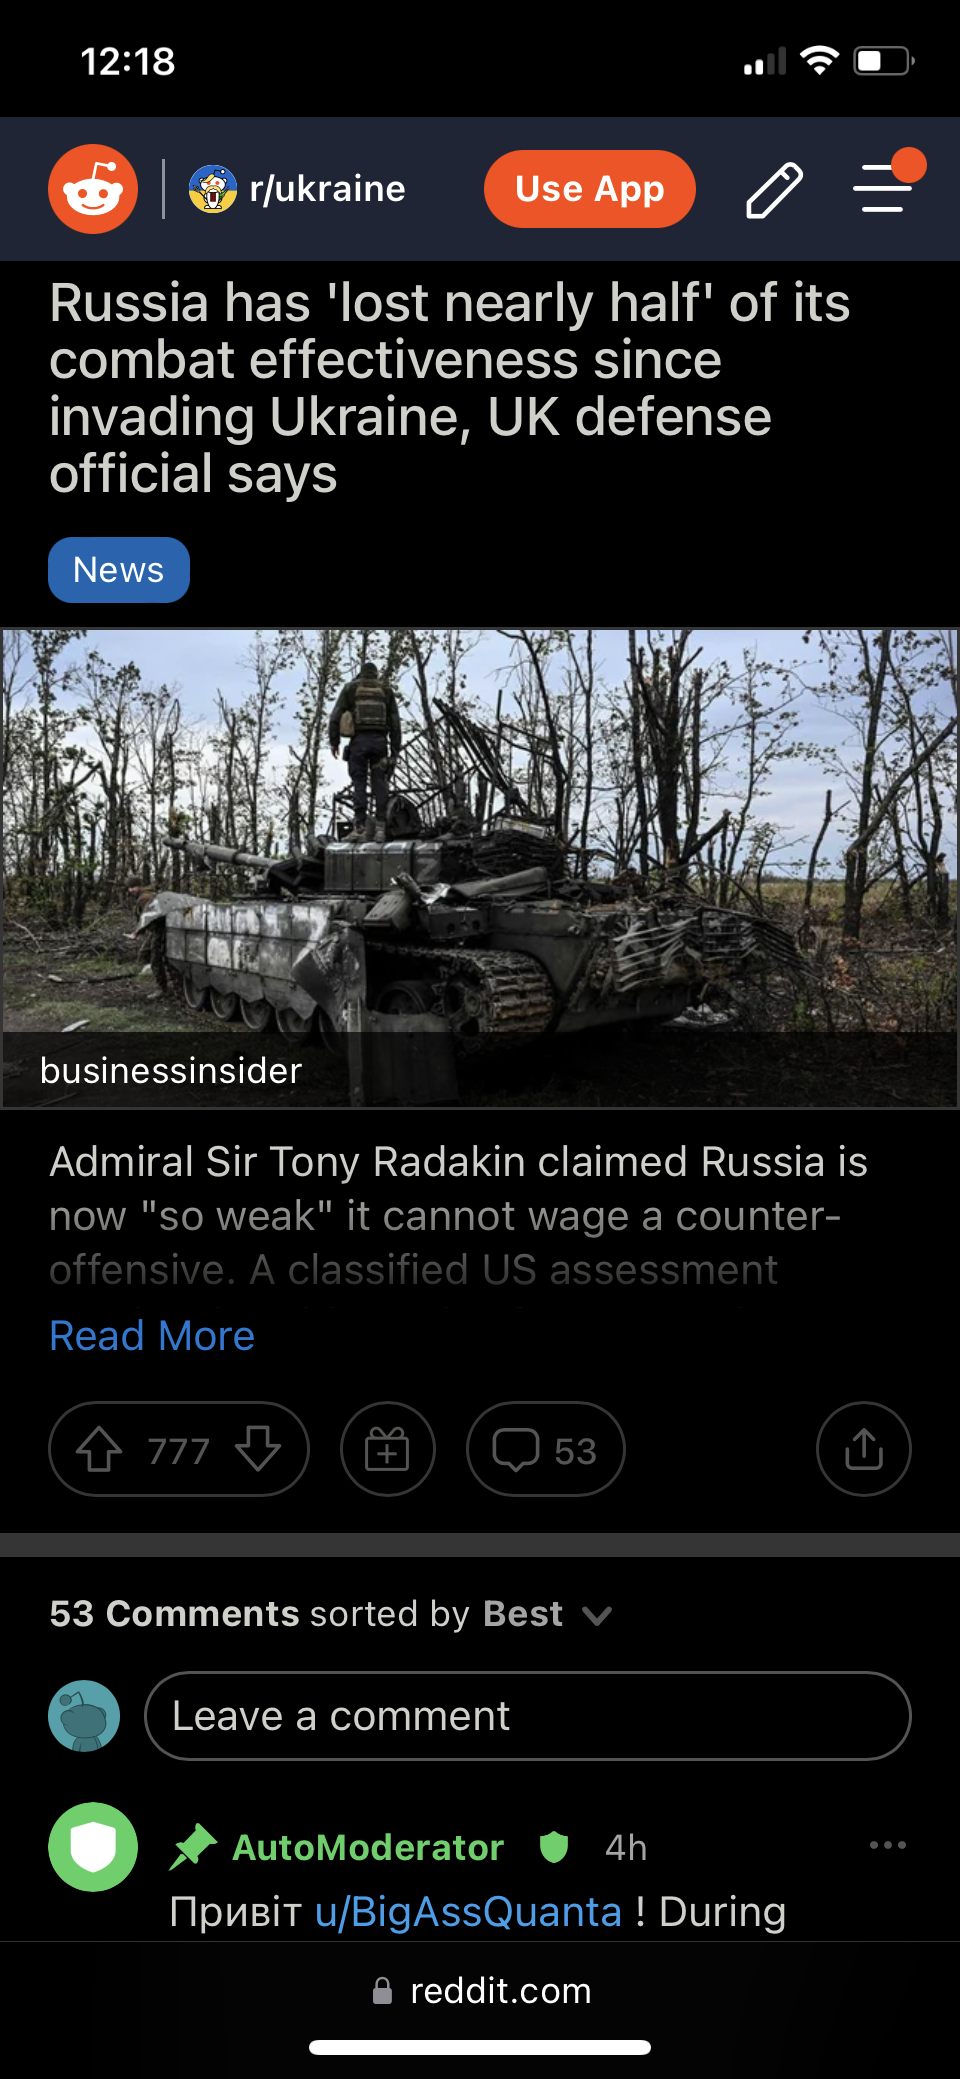 12:18
r/ukraine
Use App
Russia has 'lost nearly half' of its
combat effectiveness since
invading Ukraine, UK defense
official says
News
businessinsider
Admiral Sir Tony Radakin claimed Russia is
now "so weak" it cannot wage a counter-
offensive. A classified US assessment
Read More
777
53
53 Comments sorted by Best
Leave a comment
AutoModerator 4h
Привіт u/BigAssQuanta ! During
reddit.com